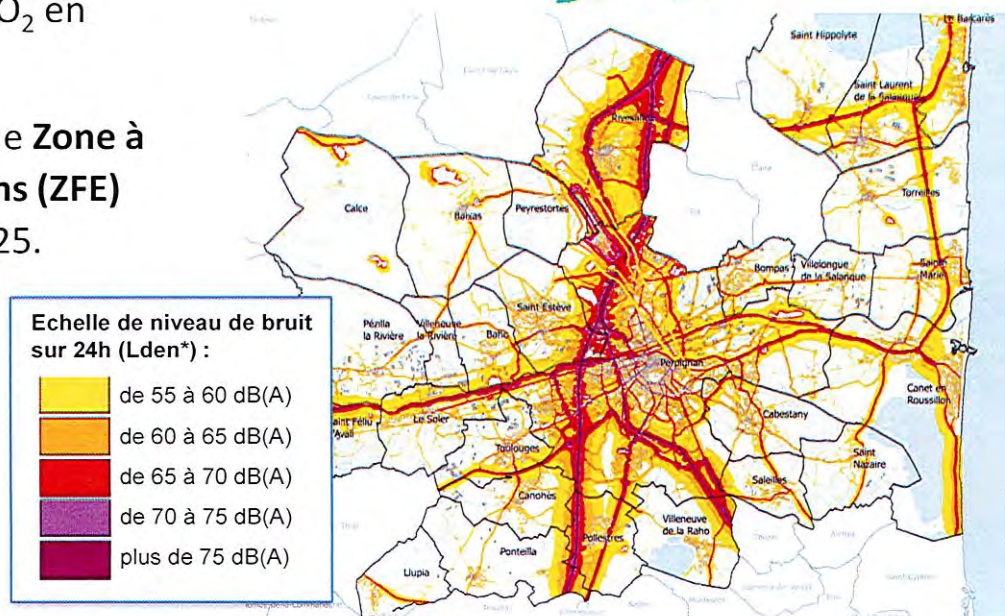 O₂ en
e Zone à
ns (ZFE)
25.
Echelle de niveau de bruit
sur 24h (Lden*) :
de 55 à 60 dB(A)
de 60 à 65 dB(A)
de 65 à 70 dB(A)
de 70 à 75 dB(A)
plus de 75 dB(A)
Le Barcarès
Saint Hippolyte
Saint Laurent
de la Salanque
Rivesaltes
Calce
Baixas
Peyrestortes
Torreilles
Bompas
Villelongue
de la Salanque
Sainte
Marie
Saint Estève
Pézilla
la Rivière
Villeneuve
la Rivière
Baho
Perpignan
Canet en
Roussillon
Saint Féliu
Le Soler
Cabestany
Toulouges
Saint
Nazaire
Saleilles
Canohès
Pollestres
Villeneuve
de la Raho
Ponteilla
Llupia